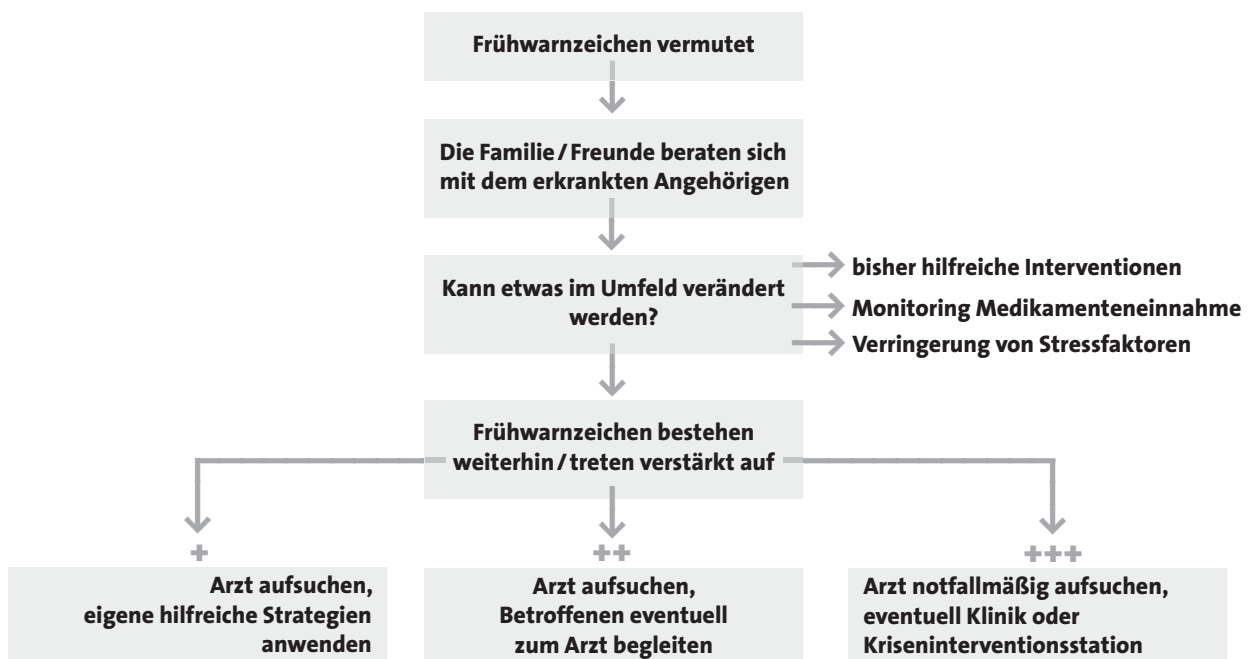 Frühwarnzeichen vermutet
Die Familie / Freunde beraten sich
mit dem erkrankten Angehörigen
Kann etwas im Umfeld verändert
werden?
bisher hilfreiche Interventionen
Monitoring Medikamenteneinnahme
Verringerung von Stressfaktoren
Frühwarnzeichen bestehen
weiterhin / treten verstärkt auf
+
Arzt aufsuchen,
eigene hilfreiche Strategien
anwenden
++
Arzt aufsuchen,
Betroffenen eventuell
zum Arzt begleiten
+++
Arzt notfallmäßig aufsuchen,
eventuell Klinik oder
Kriseninterventionsstation